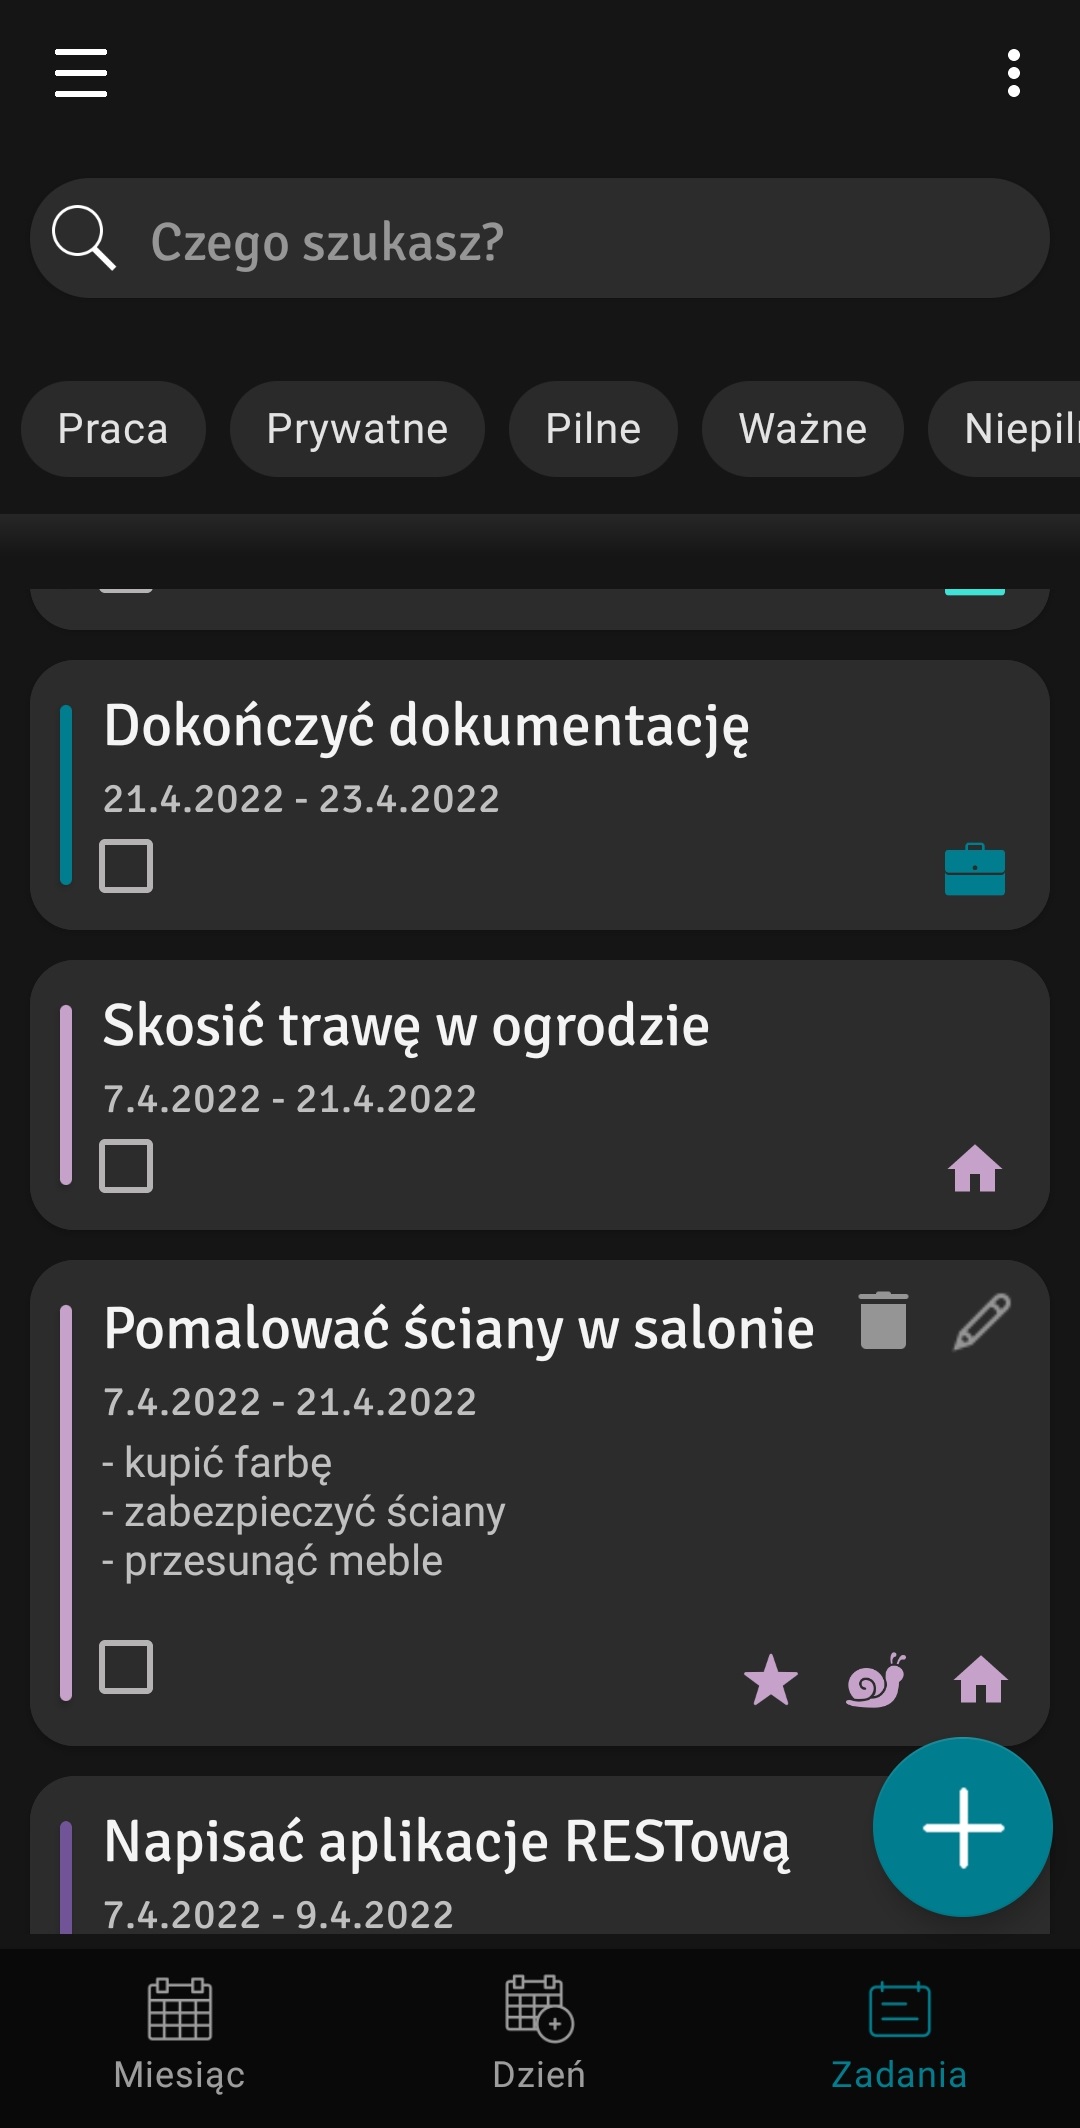 Czego szukasz?
Praca Prywatne Pilne Ważne Niepil
Dokończyć dokumentację
21.4.2022 - 23.4.2022
Skosić trawę w ogrodzie
7.4.2022 - 21.4.2022
Pomalować ściany w salonie
7.4.2022 - 21.4.2022
- kupić farbę
- zabezpieczyć ściany
- przesunąć meble
Napisać aplikacje RESTową
7.4.2022 - 9.4.2022
Miesiąc Dzień Zadania